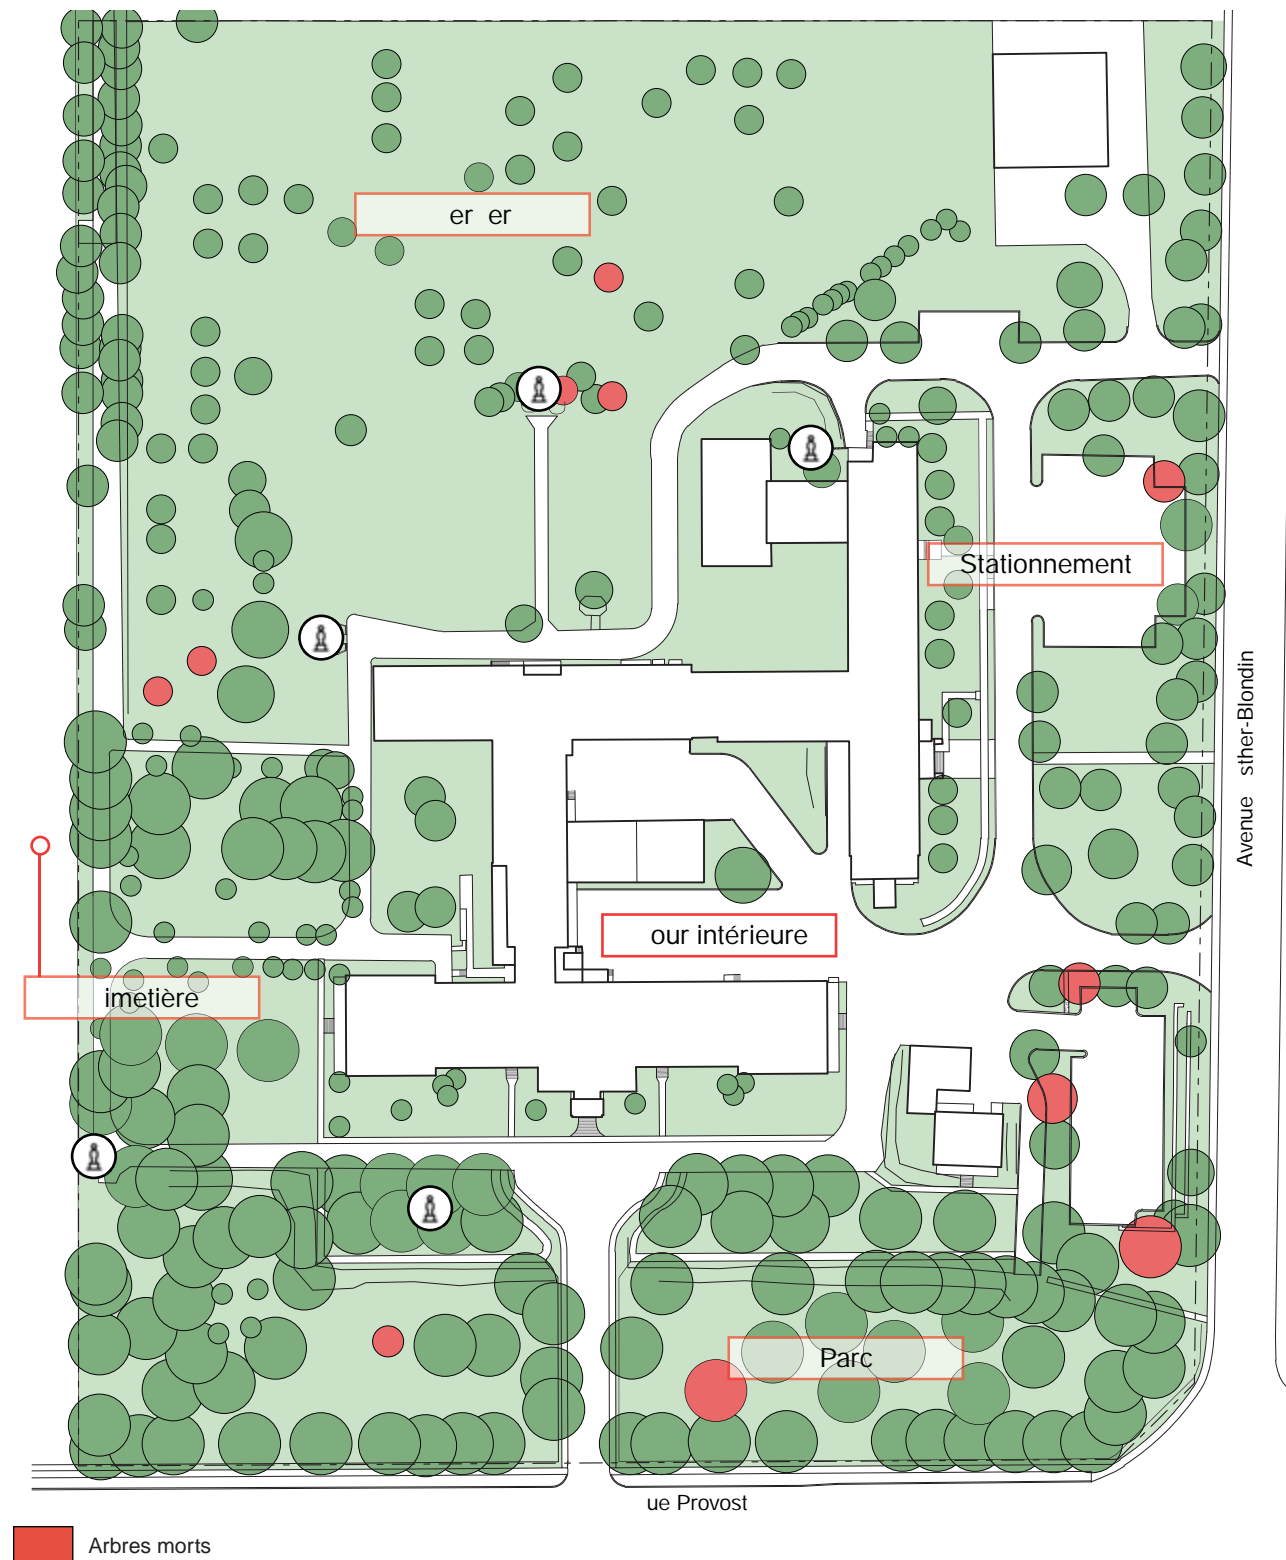 er er
Stationnement
Avenue sther-Blondin
our intérieure
imetière
Parc
ue Provost
Arbres morts